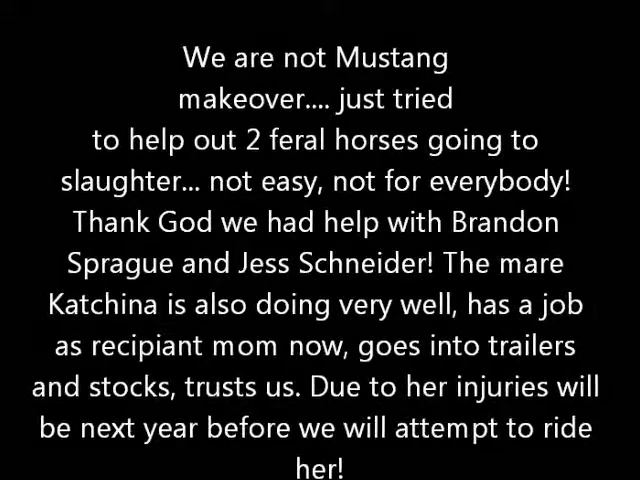 We are not Mustang
makeover.... just tried
to help out 2 feral horses going to
slaughter... not easy, not for everybody!
Thank God we had help with Brandon
Sprague and Jess Schneider! The mare
Katchina is also doing very well, has a job
as recipiant mom now, goes into trailers
and stocks, trusts us. Due to her injuries will
be next year before we will attempt to ride
her!